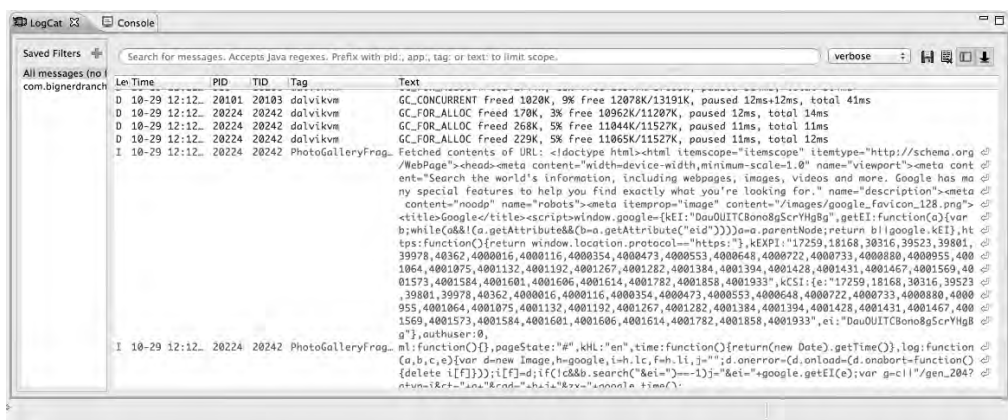 LogCat Console
Saved Filters
Search for messages. Accepts Java regexes. Prefix with pid:, app:, tag: or text: to limit scope.
verbose
All messages (no
com.bignerdranch
Time PID TID Tag Text
D 10-29 12:12… 20101 20103 dalvikvm GC_CONCURRENT freed 1020K, 9% free 12078K/13191K, paused 12ms+12ms, total 41ms
D 10-29 12:12… 20224 20242 dalvikvm GC_FOR_ALLOC freed 170K, 3% free 10962K/11207K, paused 12ms, total 14ms
D 10-29 12:12… 20224 20242 dalvikvm GC_FOR_ALLOC freed 268K, 5% free 11044K/11527K, paused 11ms, total 11ms
D 10-29 12:12… 20224 20242 dalvikvm GC_FOR_ALLOC freed 229K, 5% free 11065K/11527K, paused 11ms, total 12ms
I 10-29 12:12… 20224 20242 PhotoGalleryFrag… Fetched contents of URL: <!doctype html><html itemscope="itemscope" itemtype="http://schema.org
/WebPage"><head><meta content="width=device-width,minimum-scale=1.0" name="viewport"><meta cont
ent="Search the world's information, including webpages, images, videos and more. Google has ma
ny special features to help you find exactly what you're looking for." name="description"><meta
content="noodp" name="robots"><meta itemprop="image" content="/images/google_favicon_128.png">
<title>Google</title><script>window.google={kEI:"DauOUITCBono8gScrYHgBg",getEI:function(a){var
b;while(a&&!(a.getAttribute&&(b=a.getAttribute("eid"))))a=a.parentNode;return b||google.kEI},ht
tps:function(){return window.location.protocol=="https:"},kEXPI:"17259,18168,30316,39523,39801,
39978,40362,4000016,4000116,4000354,4000473,4000553,4000648,4000722,4000733,4000880,4000955,400
1064,4001075,4001132,4001192,4001267,4001282,4001384,4001394,4001428,4001431,4001467,4001569,40
01573,4001584,4001601,4001606,4001614,4001782,4001858,4001933",kCSI:{e:"17259,18168,30316,39523
,39801,39978,40362,4000016,4000116,4000354,4000473,4000553,4000648,4000722,4000733,4000880,4000
955,4001064,4001075,4001132,4001192,4001267,4001282,4001384,4001394,4001428,4001431,4001467,400
1569,4001573,4001584,4001601,4001606,4001614,4001782,4001858,4001933",ei:"DauOUITCBono8gScrYHgB
g"},authuser:0,
I 10-29 12:12… 20224 20242 PhotoGalleryFrag… ml:function(){},pageState:"#",kHL:"en",time:function(){return(new Date).getTime()},log:function
(a,b,c,e){var d=new Image,h=google,i=h.lc,f=h.li,j="";d.onerror=(d.onload=(d.onabort=function()
{delete i[f]}));i[f]=d;if(!c&&b.search("&ei=")==-1)j="&ei="+google.getEI(e);var g=c||"/gen_204?